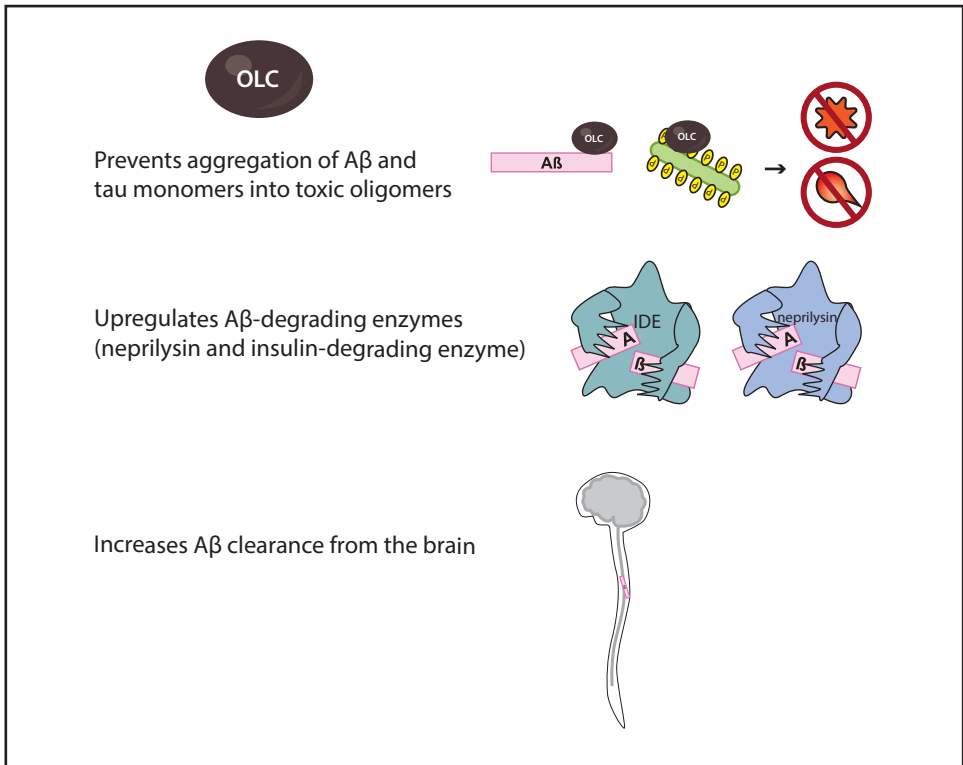 OLC
OLC
OLC
Aß
P P P P P P
P P P P P P
Prevents aggregation of Aβ and
tau monomers into toxic oligomers
→
Upregulates Aβ-degrading enzymes
(neprilysin and insulin-degrading enzyme)
IDE
A
ß
neprilysin
A
ß
Increases Aβ clearance from the brain